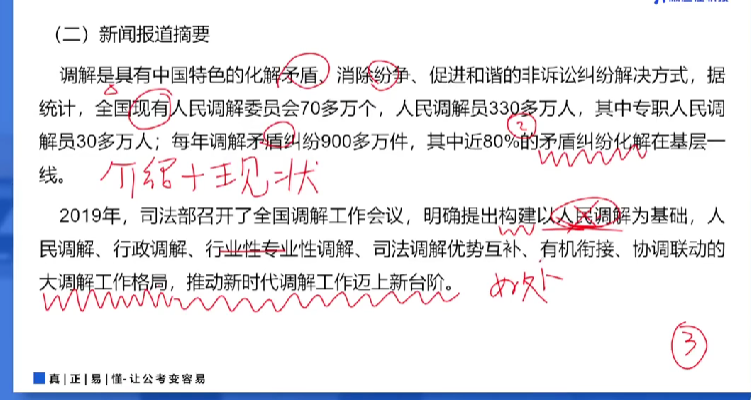 （二）新闻报道摘要
调解是具有中国特色的化解矛盾、消除纷争、促进和谐的非诉讼纠纷解决方式，据
统计，全国现有人民调解委员会70多万个，人民调解员330多万人，其中专职人民调
解员30多万人；每年调解矛盾纠纷900多万件，其中近80%的矛盾纠纷化解在基层一
线。
②
介绍+现状
2019年，司法部召开了全国调解工作会议，明确提出构建以人民调解为基础，人
民调解、行政调解、行业性专业性调解、司法调解优势互补、有机衔接、协调联动的
大调解工作格局，推动新时代调解工作迈上新台阶。
③
真|正|易|懂-让公考变容易